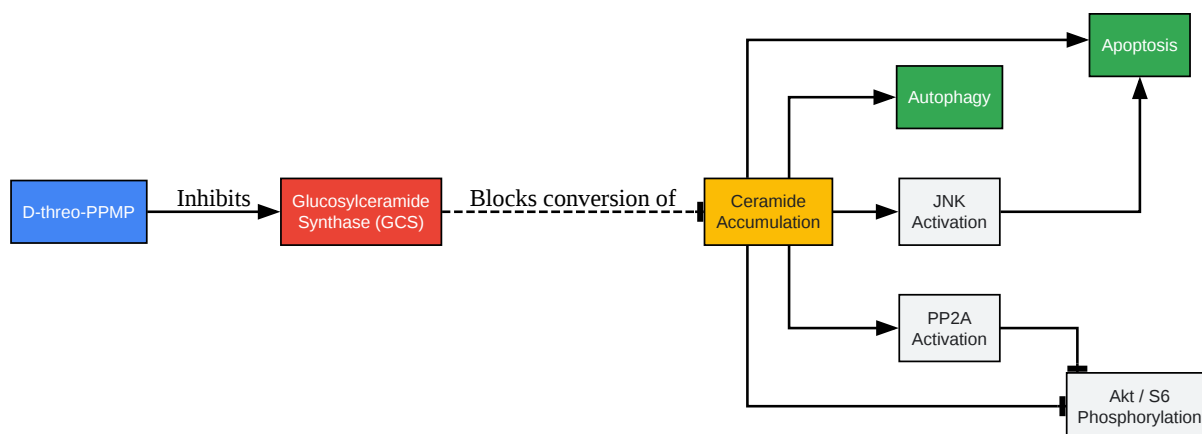 D-threo-PPMP
Inhibits
Glucosylceramide
Synthase (GCS)
Blocks conversion of
Ceramide
Accumulation
Apoptosis
Autophagy
JNK
Activation
PP2A
Activation
Akt / S6
Phosphorylation